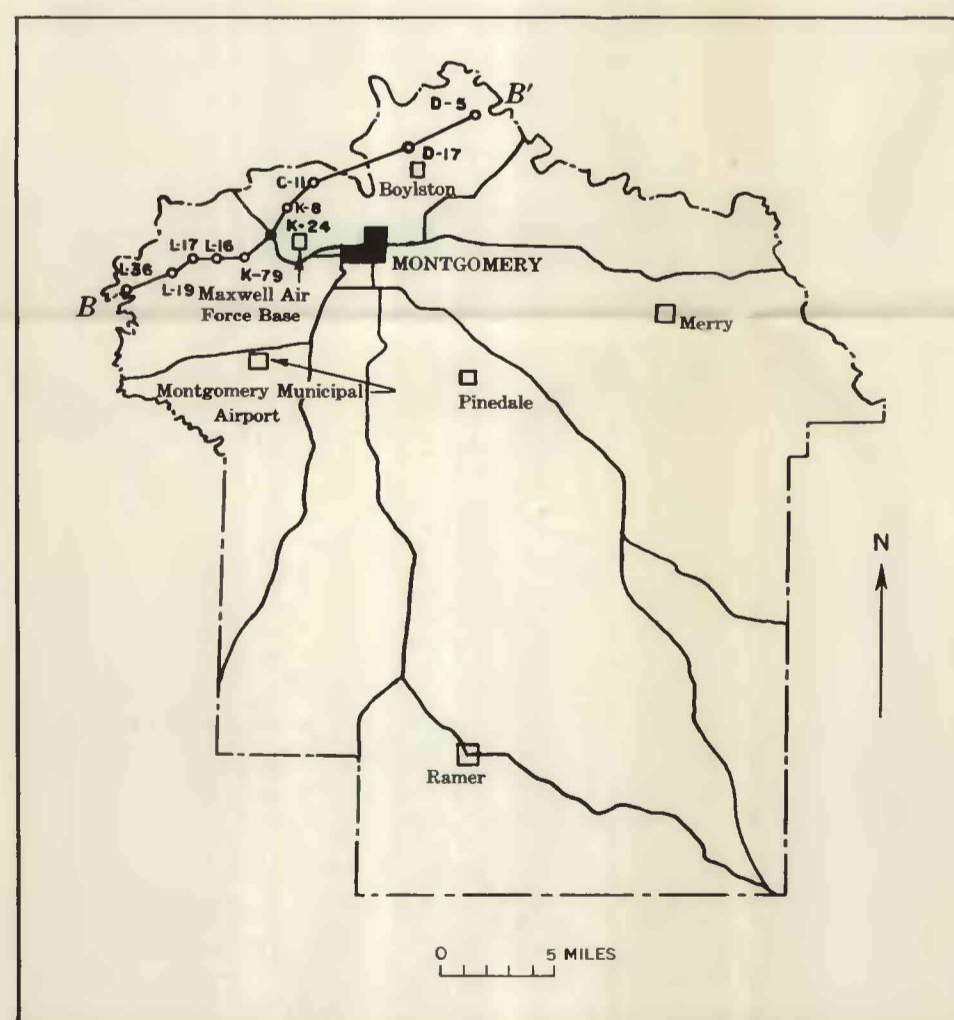 D-5
B'
D-17
Boylston
C-11
K-8
K-24
L-17
L-16
MONTGOMERY
L-36
K-79
B
L-19
Maxwell Air
Force Base
Merry
Montgomery Municipal
Airport
Pinedale
N
Ramer
0
5 MILES